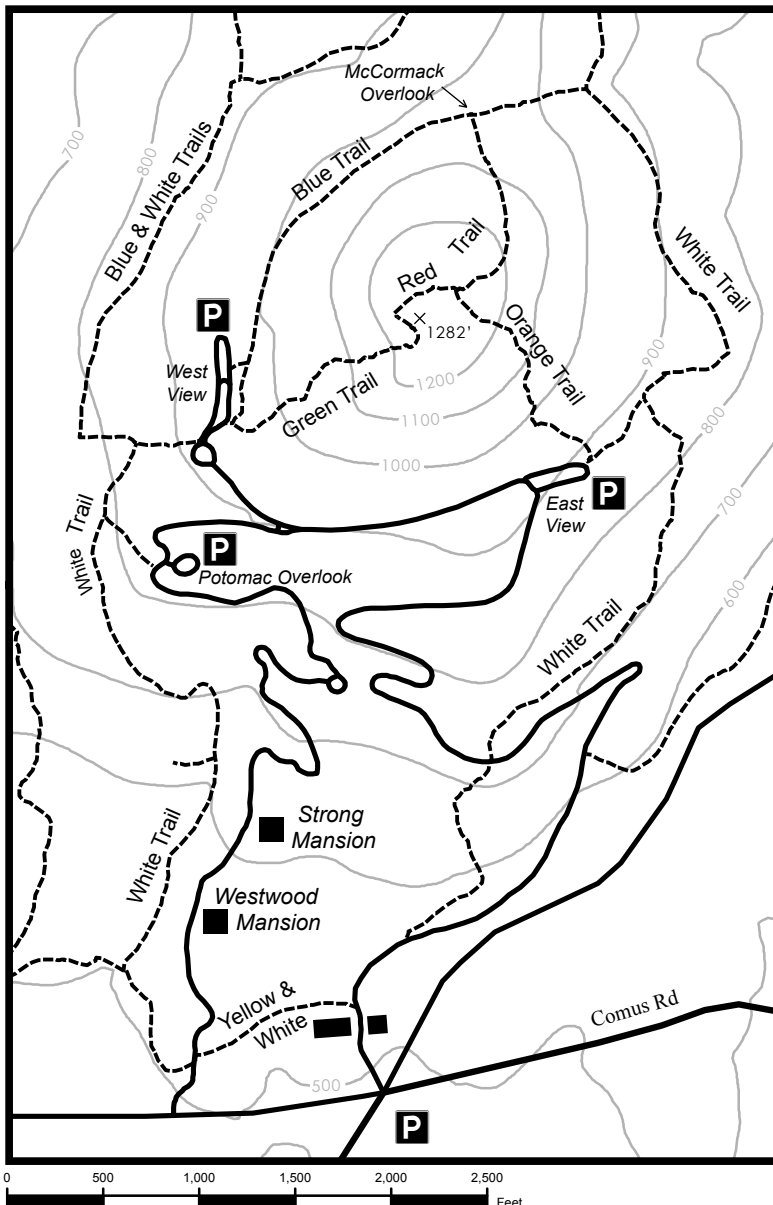 McCormack
Overlook
700
800
900
Blue & White Trails
Blue Trail
Red Trail
White Trail
P
West
View
1282'
Orange Trail
Green Trail
1200
1100
1000
900
800
700
600
P
East
View
White Trail
P
Potomac Overlook
White Trail
Strong
Mansion
White Trail
Westwood
Mansion
Yellow &
White
Comus Rd
500
P
0 500 1,000 1,500 2,000 2,500
Feet